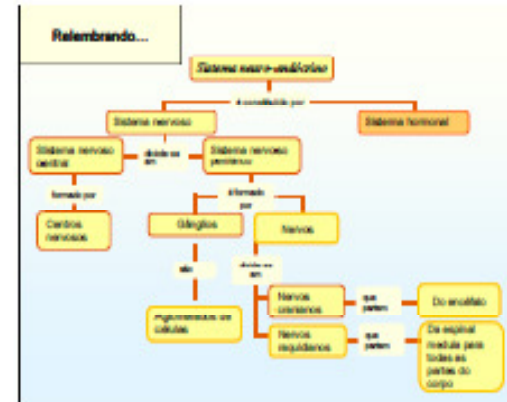 Relembrando...
Sistema neuro-endócrino
é constituído por
Sistema nervoso
Sistema hormonal
Sistema nervoso
central
divide-se
em
Sistema nervoso
periférico
formado por
é formado
por
Centros
nervosos
Gânglios
Nervos
são
divide-se
em
Aglomerados de
células
Nervos
cranianos
que
partem
Do encéfalo
Nervos
raquidianos
que
partem
Da espinal
medula para
todas as
partes do
corpo